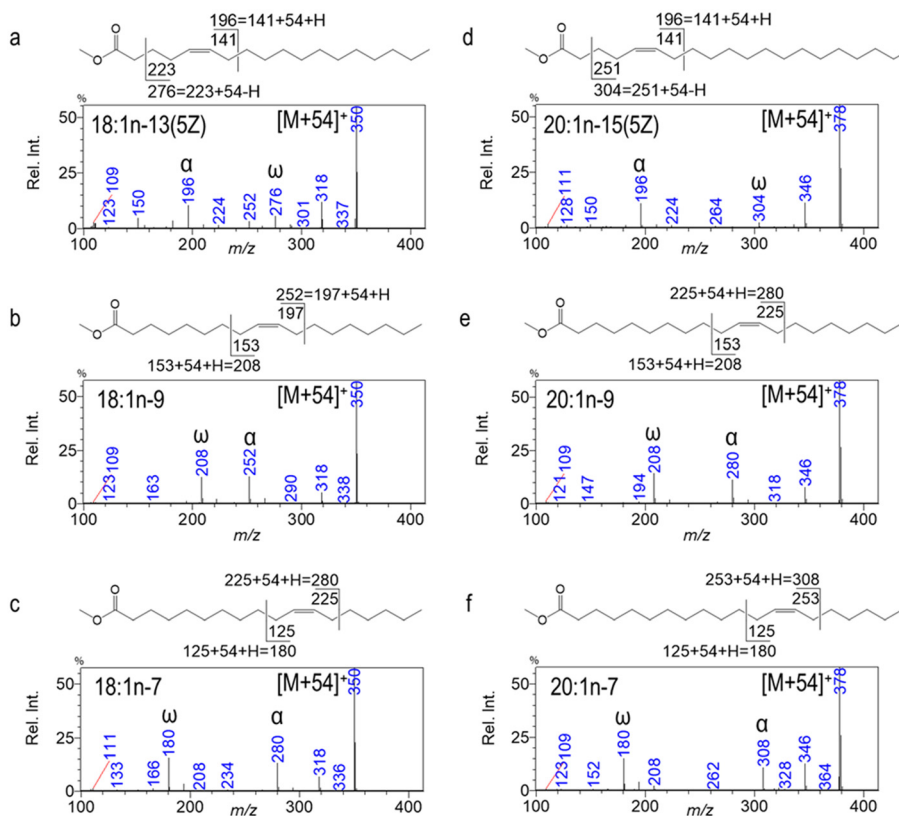 a
196=141+54+H
141
O
O
223
276=223+54-H
%
50
25
0
Rel. Int.
18:1n-13(5Z)
[M+54]+
α
ω
123
109
150
196
224
252
276
301
318
337
350
100
200
300
400
m/z
d
196=141+54+H
141
O
O
251
304=251+54-H
%
50
25
0
Rel. Int.
20:1n-15(5Z)
[M+54]+
α
ω
111
128
150
196
224
264
304
346
378
100
200
300
400
m/z
b
252=197+54+H
197
O
O
153
153+54+H=208
%
50
25
0
Rel. Int.
18:1n-9
[M+54]+
ω
α
123
109
163
208
252
290
318
338
350
100
200
300
400
m/z
e
225+54+H=280
225
O
O
153
153+54+H=208
%
50
25
0
Rel. Int.
20:1n-9
[M+54]+
ω
α
109
121
147
194
208
280
318
346
378
100
200
300
400
m/z
c
225+54+H=280
225
O
O
125
125+54+H=180
%
50
25
0
Rel. Int.
18:1n-7
[M+54]+
ω
α
111
133
166
180
208
234
280
318
336
350
100
200
300
400
m/z
f
253+54+H=308
253
O
O
125
125+54+H=180
%
50
25
0
Rel. Int.
20:1n-7
[M+54]+
ω
α
109
123
152
180
208
262
308
328
346
364
378
100
200
300
400
m/z